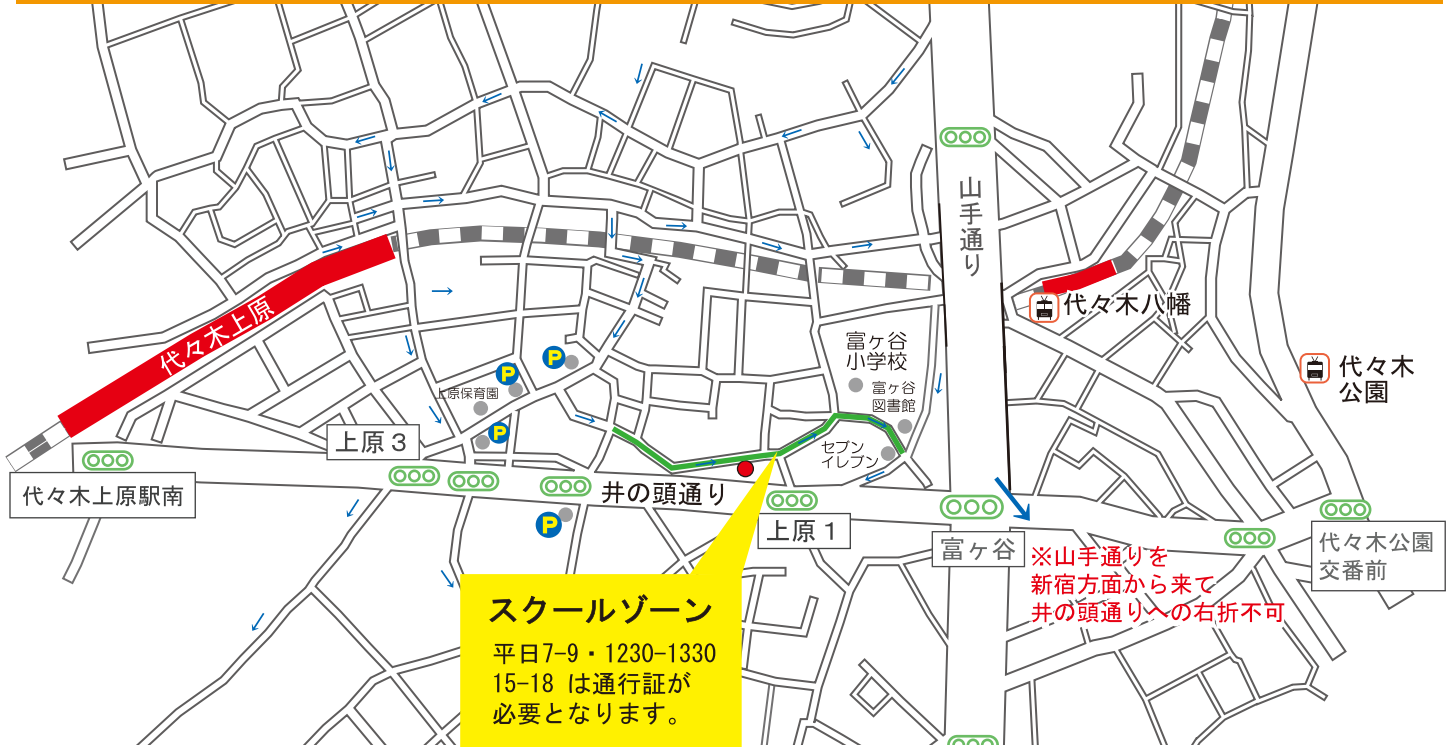 山手通り
代々木八幡
代々木上原
富ヶ谷
小学校
代々木
公園
富ヶ谷
図書館
P
P
上原保育園
P
上原3
セブン
イレブン
代々木上原駅南
井の頭通り
P
上原1
富ヶ谷
代々木公園
交番前
※山手通りを
新宿方面から来て
井の頭通りへの右折不可
スクールゾーン
平日7-9・1230-1330
15-18 は通行証が
必要となります。